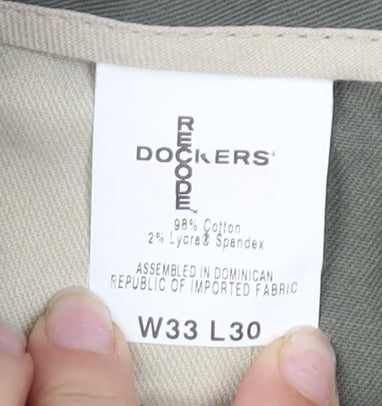 RECODE
DOCKERS®
98% Cotton
2% Lycra® Spandex
ASSEMBLED IN DOMINICAN
REPUBLIC OF IMPORTED FABRIC
W33 L30